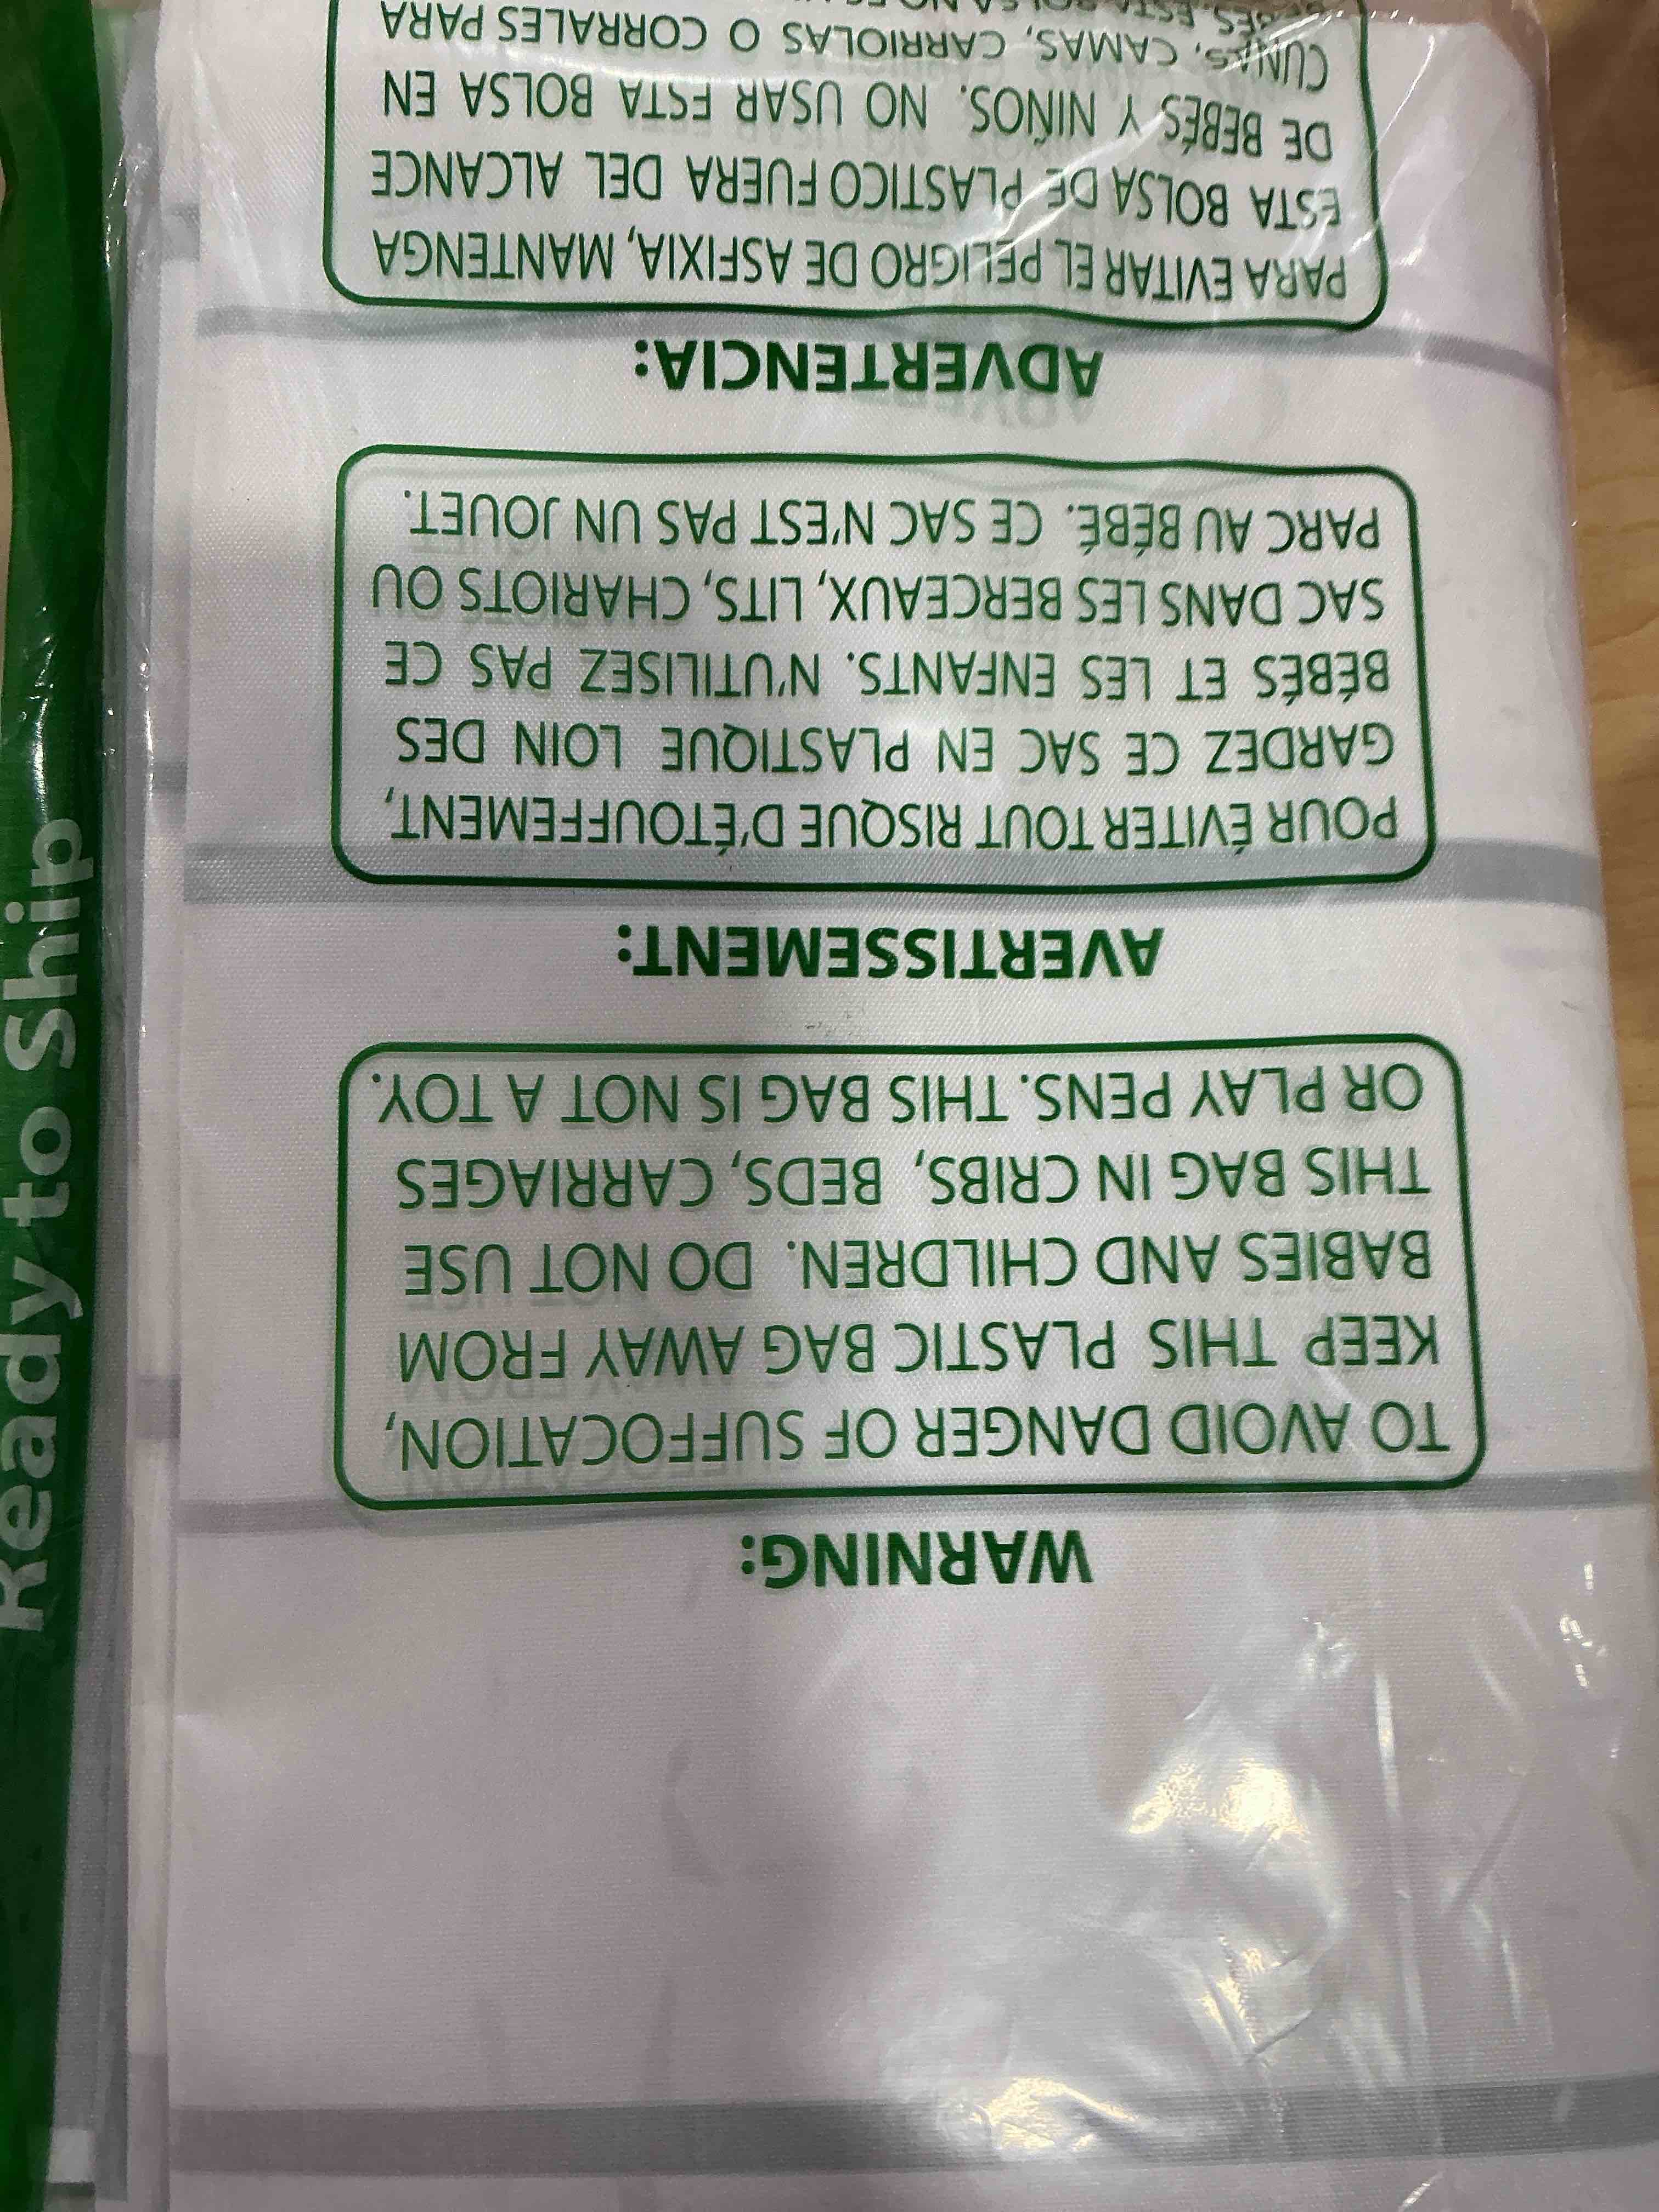 WARNING:
TO AVOID DANGER OF SUFFOCATION,
KEEP THIS PLASTIC BAG AWAY FROM
BABIES AND CHILDREN. DO NOT USE
THIS BAG IN CRIBS, BEDS, CARRIAGES
OR PLAY PENS. THIS BAG IS NOT A TOY.
AVERTISSEMENT:
POUR ÉVITER TOUT RISQUE D'ÉTOUFFEMENT,
GARDEZ CE SAC EN PLASTIQUE LOIN DES
BÉBÉS ET LES ENFANTS. N'UTILISEZ PAS CE
SAC DANS LES BERCEAUX, LITS, CHARIOTS OU
PARC AU BÉBÉ. CE SAC N'EST PAS UN JOUET.
ADVERTENCIA:
PARA EVITAR EL PELIGRO DE ASFIXIA, MANTENGA
ESTA BOLSA DE PLASTICO FUERA DEL ALCANCE
DE BEBÉS Y NIÑOS. NO USAR ESTA BOLSA EN
CUNAS, CAMAS, CARRIOLAS O CORRALES PARA
ESTA BOLSA NO
Ready to Ship